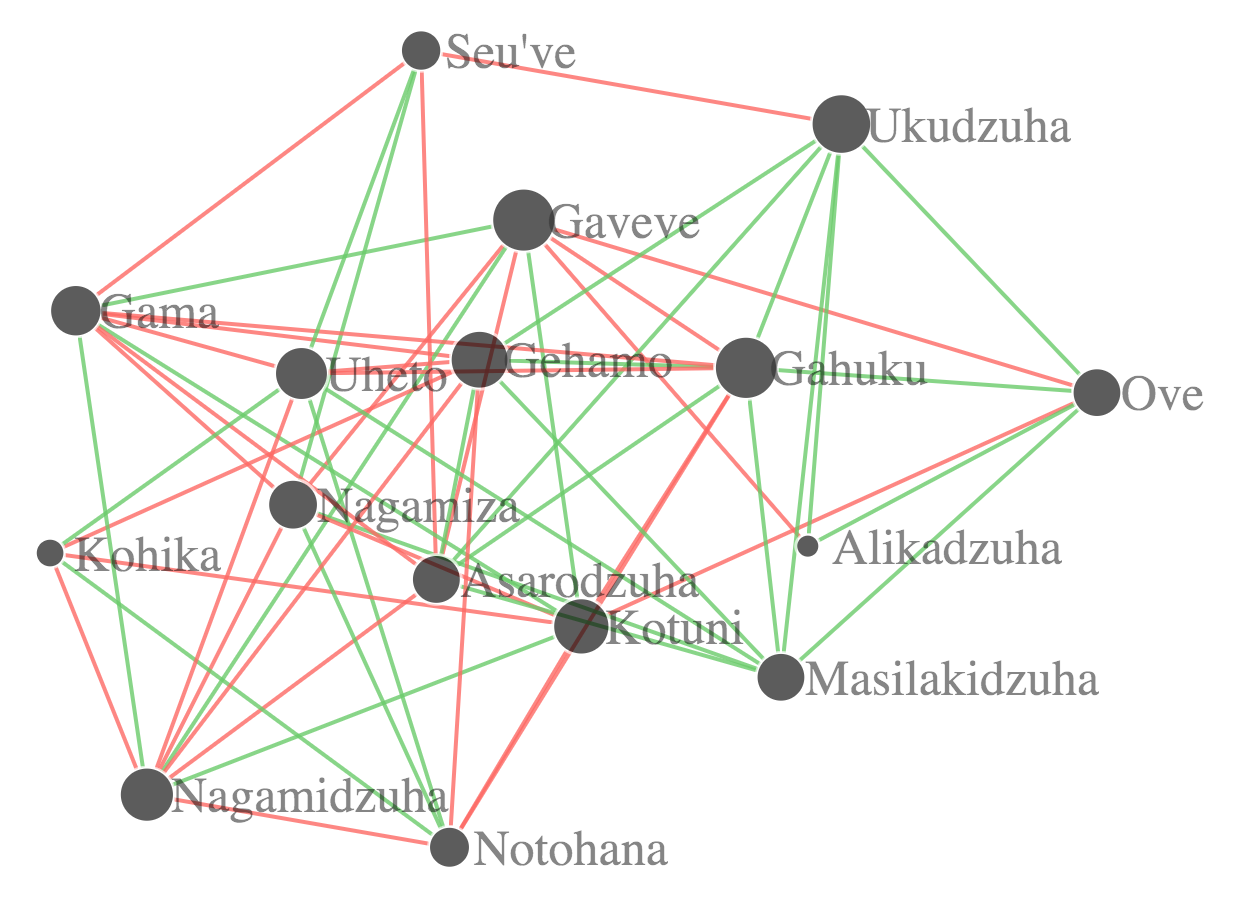 Seu've
Ukudzuha
Gaveve
Gama
Gehamo
Gahuku
Uheto
Ove
Nagamiza
Alikadzuha
Kohika
Asarodzuha
Kotuni
Masilakidzuha
Nagamidzuha
Notohana